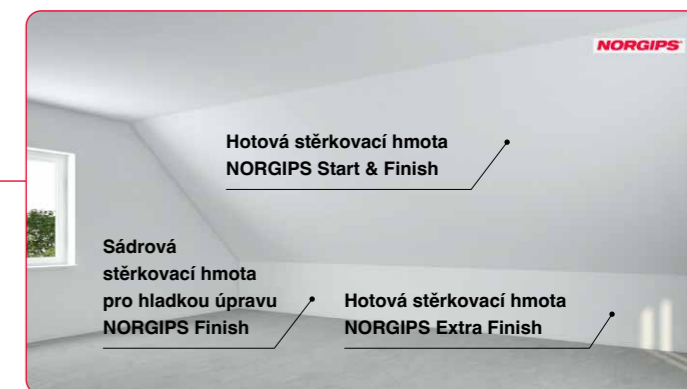 NORGIPS
Hotová stěrkovací hmota
NORGIPS Start & Finish
Sádrová
stěrkovací hmota
pro hladkou úpravu
NORGIPS Finish
Hotová stěrkovací hmota
NORGIPS Extra Finish